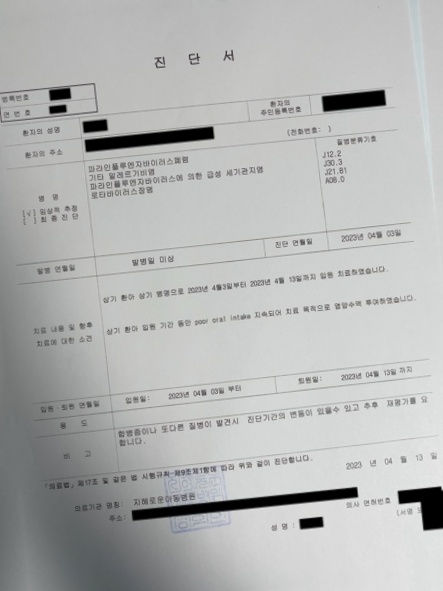 진 단 서
등록번호
연 번 호
환자의 성명
환자의 주민등록번호
환자의 주소
(전화번호: )
병 명
[√] 임상적 추정
[ ] 최 종 진 단
질병분류기호
파라인플루엔자바이러스폐렴 J12.2
기타 알레르기비염 J30.3
파라인플루엔자바이러스에 의한 급성 세기관지염 J21.81
로타바이러스장염 A08.0
발병 연월일 발병일 미상 진단 연월일 2023년 04월 03일
치료 내용 및 향후
치료에 대한 소견
상기 환아 상기 병명으로 2023년 4월3일부터 2023년 4월 13일까지 입원 치료하였습니다.
상기 환아 입원 기간 동안 poor oral intake 지속되어 치료 목적으로 영양수액 투여하였습니다.
입원·퇴원 연월일 입원일: 2023년 04월 03일 부터 퇴원일: 2023년 04월 13일 까지
용 도
비 고
합병증이나 또다른 질병이 발견시 진단기간의 변동이 있을수 있고 추후 재평가를 요
합니다.
「의료법」 제17조 및 같은 법 시행규칙 제9조제1항에 따라 위와 같이 진단합니다.
2023 년 04 월 13 일
의료기관 명칭: 지혜로운아동병원
주소:
의사 면허번호
성 명 :
(서명